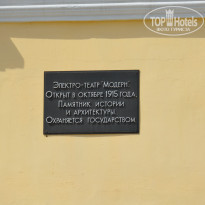 TOP HOTELS
Электро-театр "Модерн".
Открыт в октябре 1915 года.
Памятник истории
и архитектуры.
Охраняется государством.